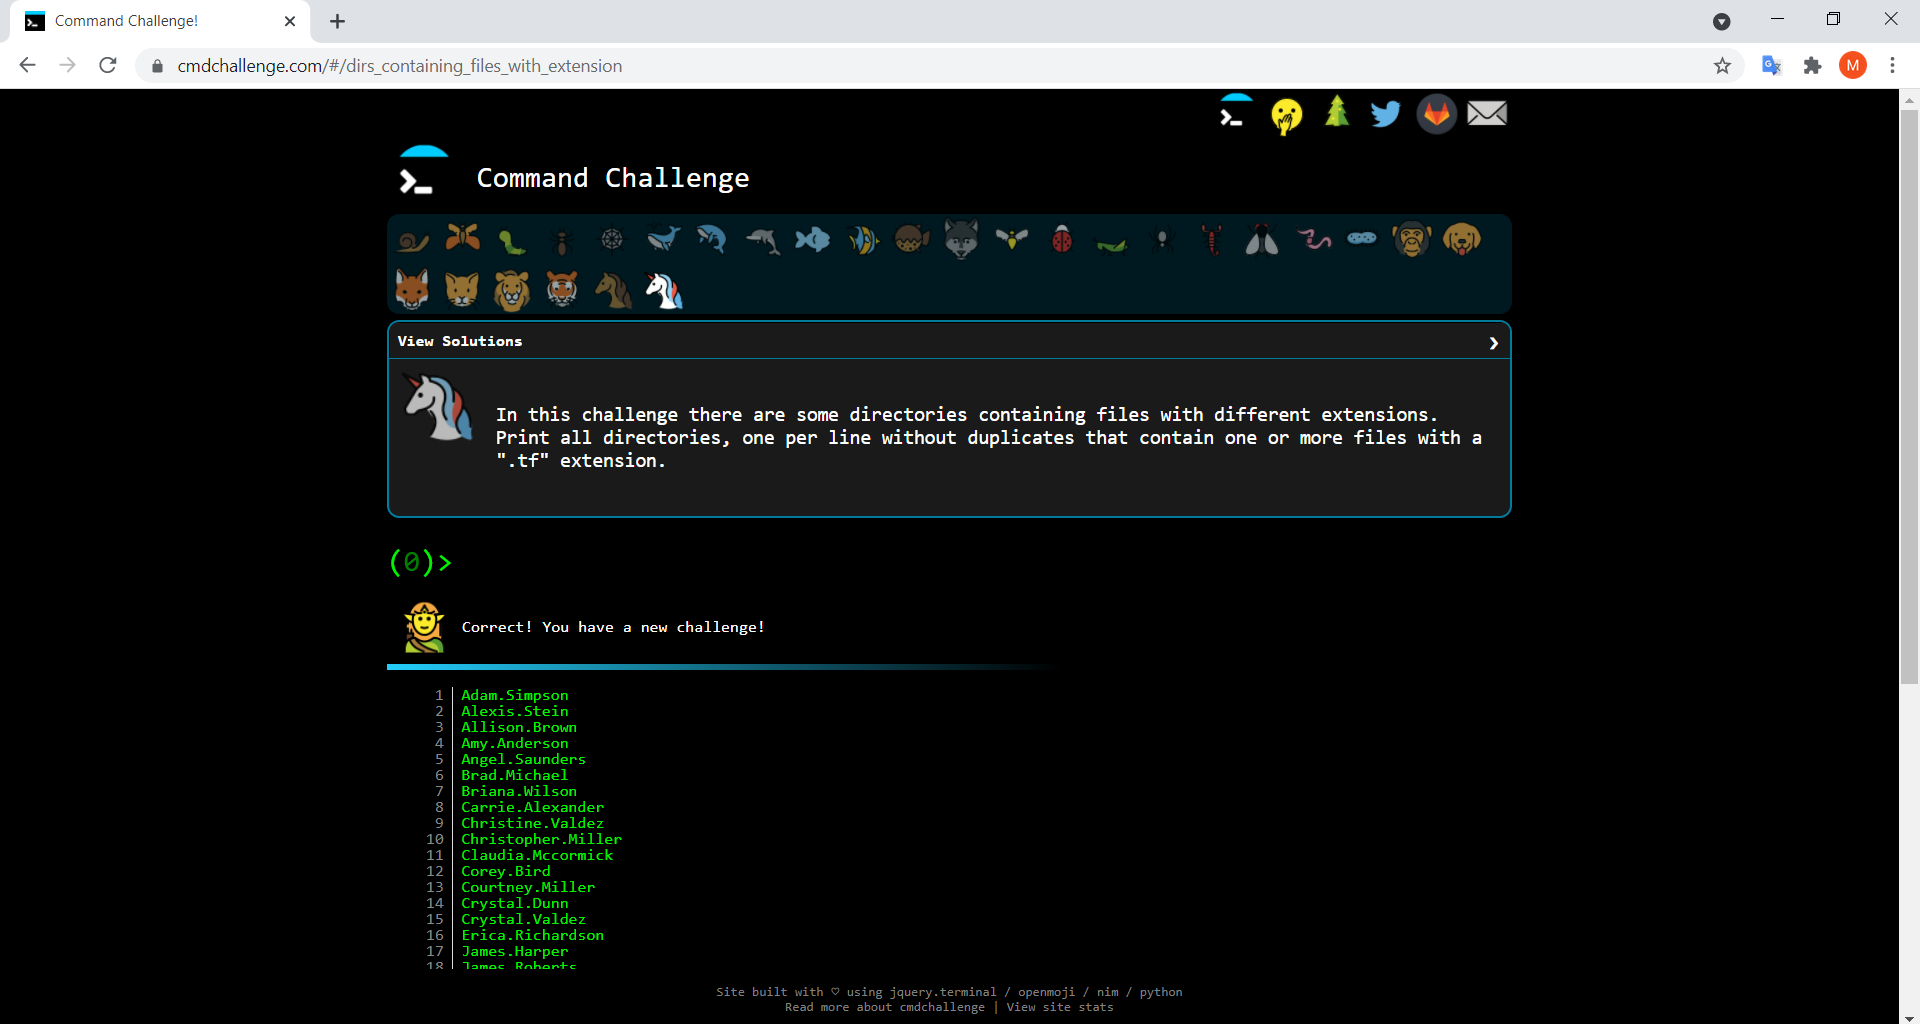 Command Challenge!
cmdchallenge.com/#/dirs_containing_files_with_extension
M
Command Challenge
View Solutions
In this challenge there are some directories containing files with different extensions.
Print all directories, one per line without duplicates that contain one or more files with a
".tf" extension.
(0)>
Correct! You have a new challenge!
1 Adam.Simpson
2 Alexis.Stein
3 Allison.Brown
4 Amy.Anderson
5 Angel.Saunders
6 Brad.Michael
7 Briana.Wilson
8 Carrie.Alexander
9 Christine.Valdez
10 Christopher.Miller
11 Claudia.Mccormick
12 Corey.Bird
13 Courtney.Miller
14 Crystal.Dunn
15 Crystal.Valdez
16 Erica.Richardson
17 James.Harper
18 James.Roberts
Site built with ♡ using jquery.terminal / openmoji / nim / python
Read more about cmdchallenge | View site stats